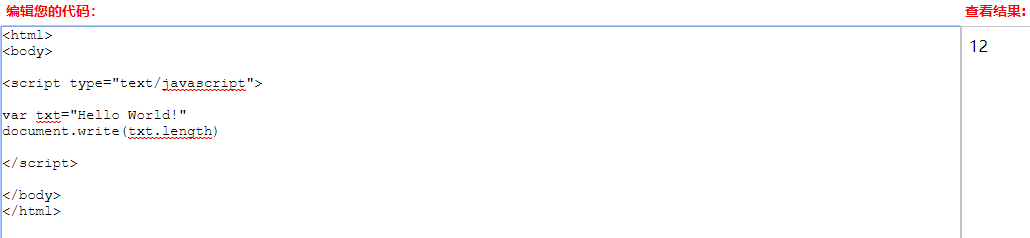 编辑您的代码：
查看结果:
<html>
<body>
<script type="text/javascript">
var txt="Hello World!"
document.write(txt.length)
</script>
</body>
</html>
12